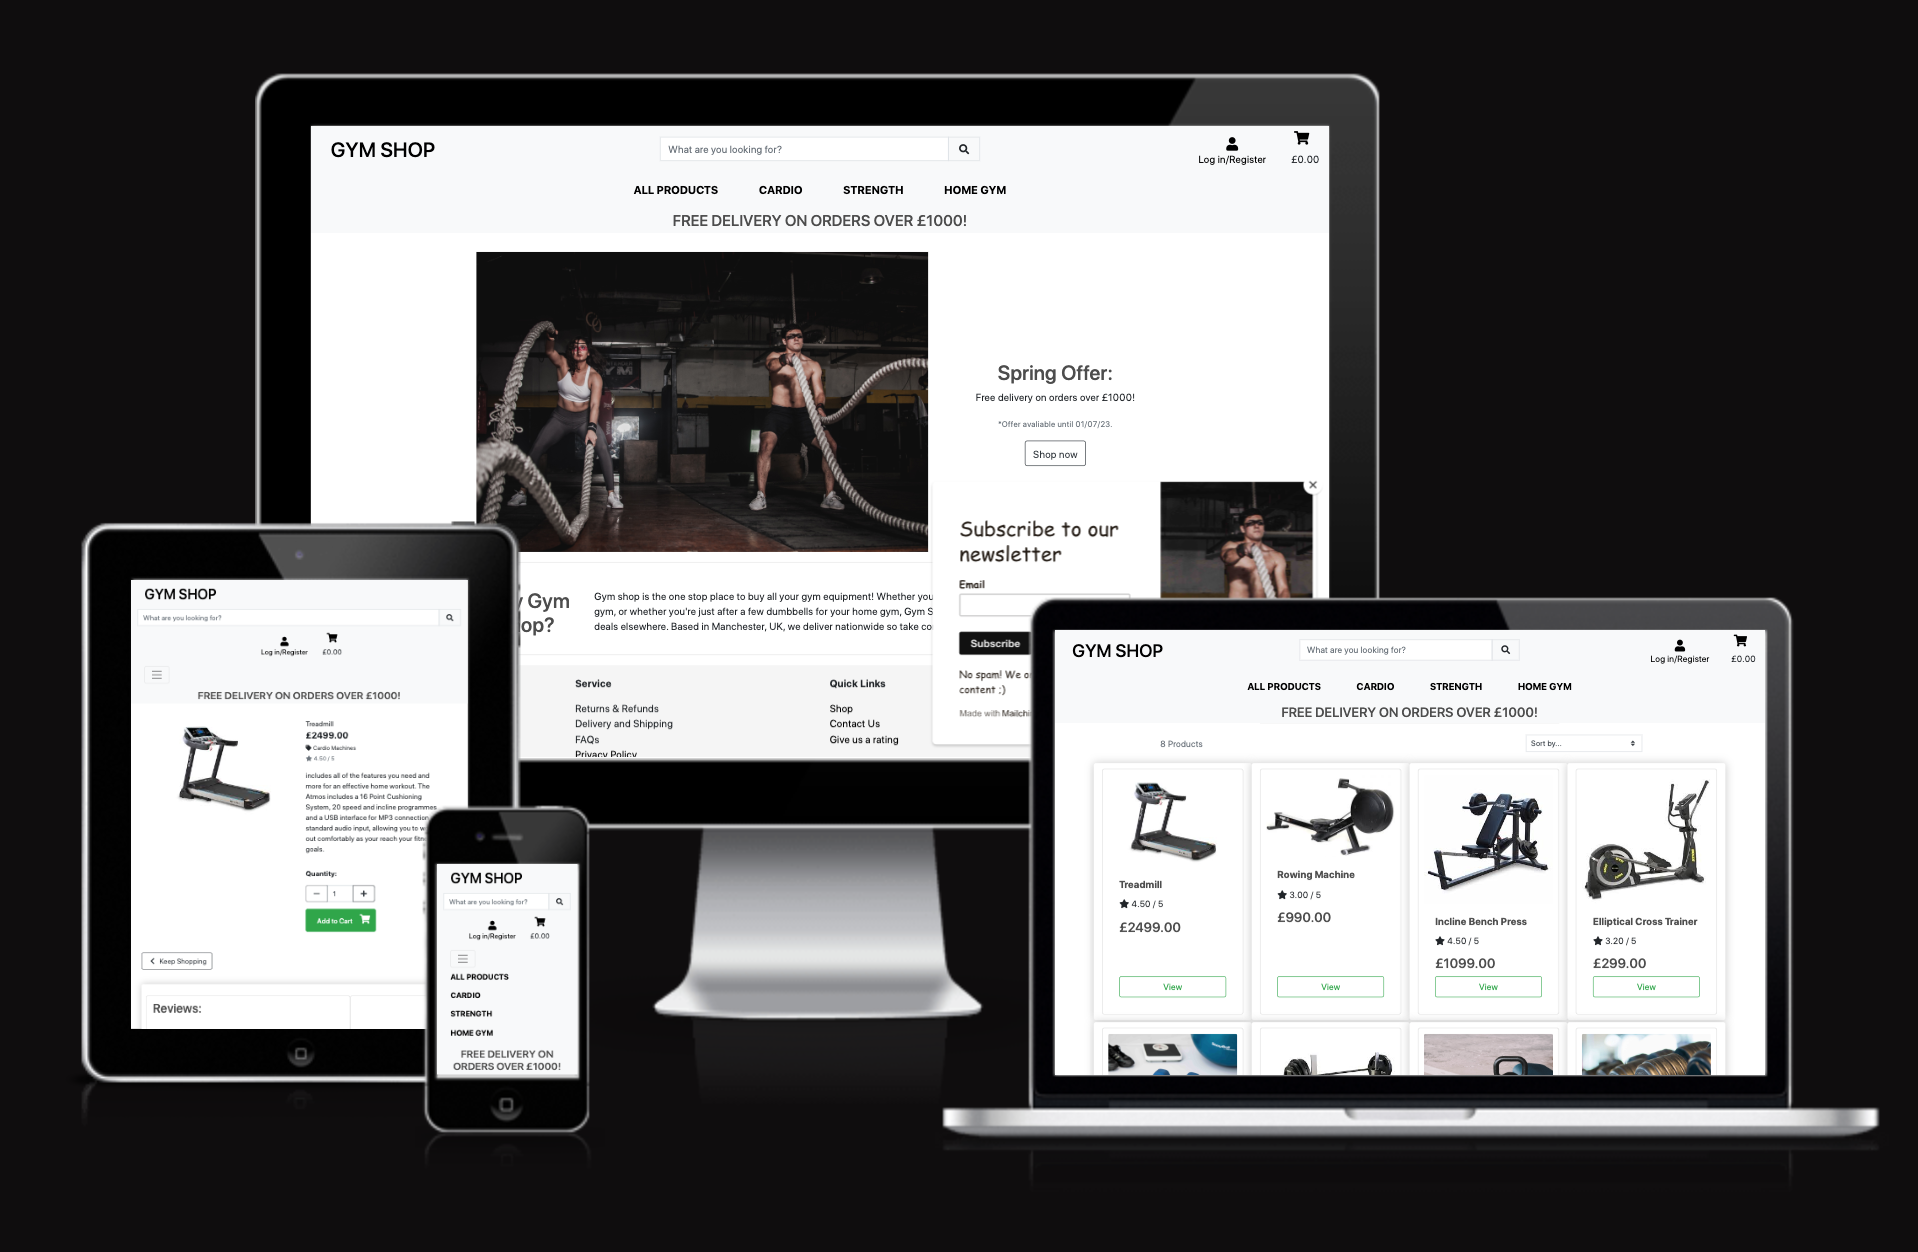 GYM SHOP
What are you looking for?
Log in/Register
£0.00
ALL PRODUCTS CARDIO STRENGTH HOME GYM
FREE DELIVERY ON ORDERS OVER £1000!
Spring Offer:
Free delivery on orders over £1000!
*Offer avaliable until 01/07/23.
Shop now
Subscribe to our
newsletter
Email
Subscribe
No spam! We
content ;)
Made with
Gym
Gym shop is the one stop place to buy all your gym equipment! Whether you
gym, or whether you're just after a few dumbbells for your home gym, Gym S
deals elsewhere. Based in Manchester, UK, we deliver nationwide so take
Service
Returns & Refunds
Delivery and Shipping
FAQs
Privacy Policy
Quick Links
Shop
Contact Us
Give us a rating
GYM SHOP
What are you looking for?
Log in/Register £0.00
FREE DELIVERY ON ORDERS OVER £1000!
Treadmill
£2499.00
Cardio Machines
4.50 / 5
includes all of the features you need and
more for an effective home workout. The
Atmos includes a 16 Point Cushioning
System, 20 speed and incline programmes
and a USB interface for MP3 connection
standard audio input, allowing you to
out comfortably as your reach your
goals.
Quantity:
1
Add to Cart
Keep Shopping
Reviews:
GYM SHOP
What are you looking for?
Log in/Register £0.00
ALL PRODUCTS
CARDIO
STRENGTH
HOME GYM
FREE DELIVERY ON
ORDERS OVER £1000!
GYM SHOP
What are you looking for?
Log in/Register
£0.00
ALL PRODUCTS CARDIO STRENGTH HOME GYM
FREE DELIVERY ON ORDERS OVER £1000!
8 Products
Sort by...
Treadmill
4.50 / 5
£2499.00
View
Rowing Machine
3.00 / 5
£990.00
View
Incline Bench Press
4.50 / 5
£1099.00
View
Elliptical Cross Trainer
3.20 / 5
£299.00
View